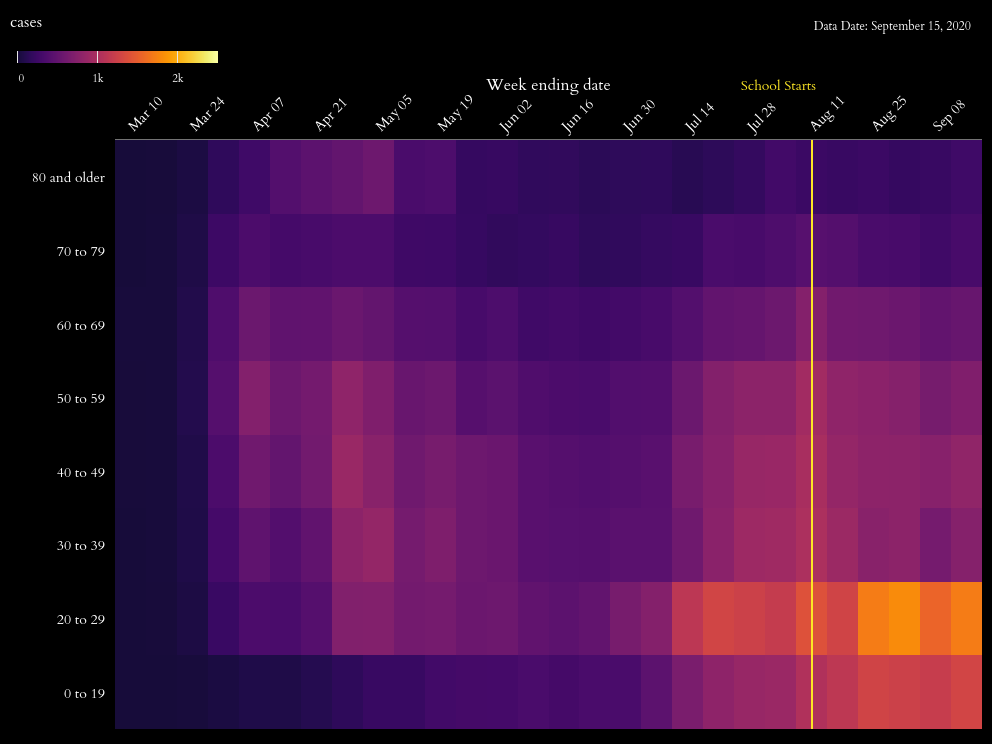 cases
Data Date: September 15, 2020
0 1k 2k
Week ending date
School Starts
Mar 10 Mar 24 Apr 07 Apr 21 May 05 May 19 Jun 02 Jun 16 Jun 30 Jul 14 Jul 28 Aug 11 Aug 25 Sep 08
80 and older
70 to 79
60 to 69
50 to 59
40 to 49
30 to 39
20 to 29
0 to 19